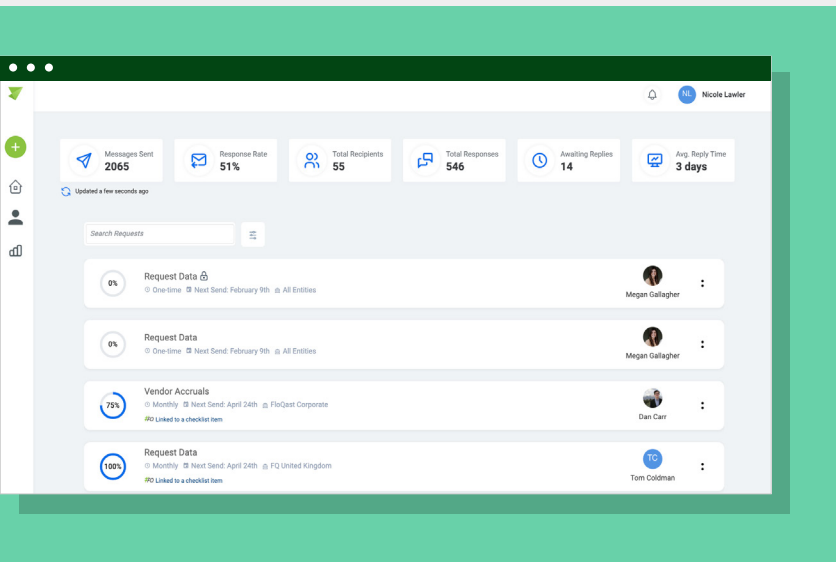 NL Nicole Lawler
Messages Sent
2065
Response Rate
51%
Total Recipients
55
Total Responses
546
Awaiting Replies
14
Avg. Reply Time
3 days
Updated a few seconds ago
Search Requests
0%
Request Data
One-time Next Send: February 9th All Entities
Megan Gallagher
0%
Request Data
One-time Next Send: February 9th All Entities
Megan Gallagher
75%
Vendor Accruals
Monthly Next Send: April 24th FloQast Corporate
Linked to a checklist item
Dan Carr
100%
Request Data
Monthly Next Send: April 24th FQ United Kingdom
Linked to a checklist item
TC
Tom Coldman